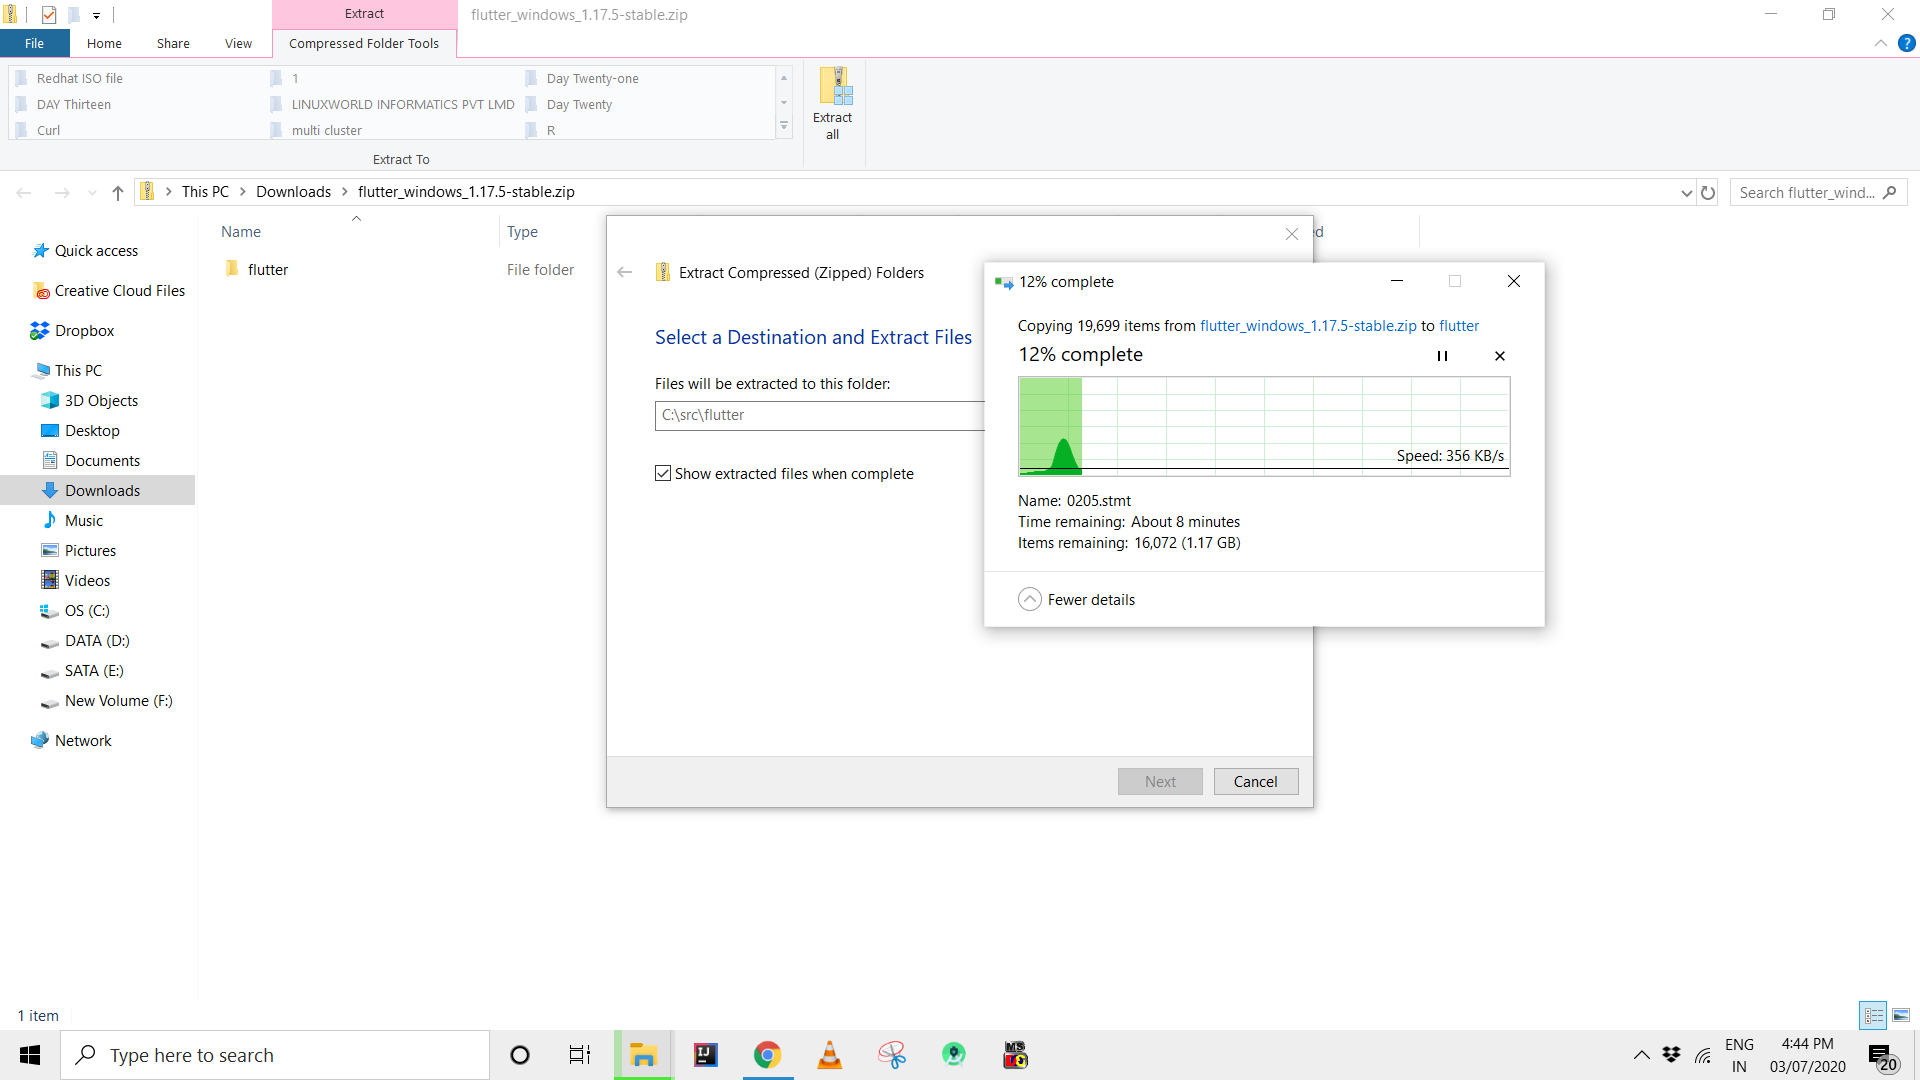 Extract
flutter_windows_1.17.5-stable.zip
File
Home
Share
View
Compressed Folder Tools
?
Redhat ISO file
1
Day Twenty-one
DAY Thirteen
LINUXWORLD INFORMATICS PVT LMD
Day Twenty
Curl
multi cluster
R
Extract
all
Extract To
This PC
Downloads
flutter_windows_1.17.5-stable.zip
Search flutter_wind...
Name
Type
ed
flutter
File folder
Quick access
Creative Cloud Files
Dropbox
This PC
3D Objects
Desktop
Documents
Downloads
Music
Pictures
Videos
OS (C:)
DATA (D:)
SATA (E:)
New Volume (F:)
Network
Extract Compressed (Zipped) Folders
Select a Destination and Extract Files
Files will be extracted to this folder:
C:\src\flutter
Show extracted files when complete
Next
Cancel
12% complete
Copying 19,699 items from flutter_windows_1.17.5-stable.zip to flutter
12% complete
Speed: 356 KB/s
Name: 0205.stmt
Time remaining: About 8 minutes
Items remaining: 16,072 (1.17 GB)
Fewer details
1 item
Type here to search
IJ
MS
ENG
IN
4:44 PM
03/07/2020
20